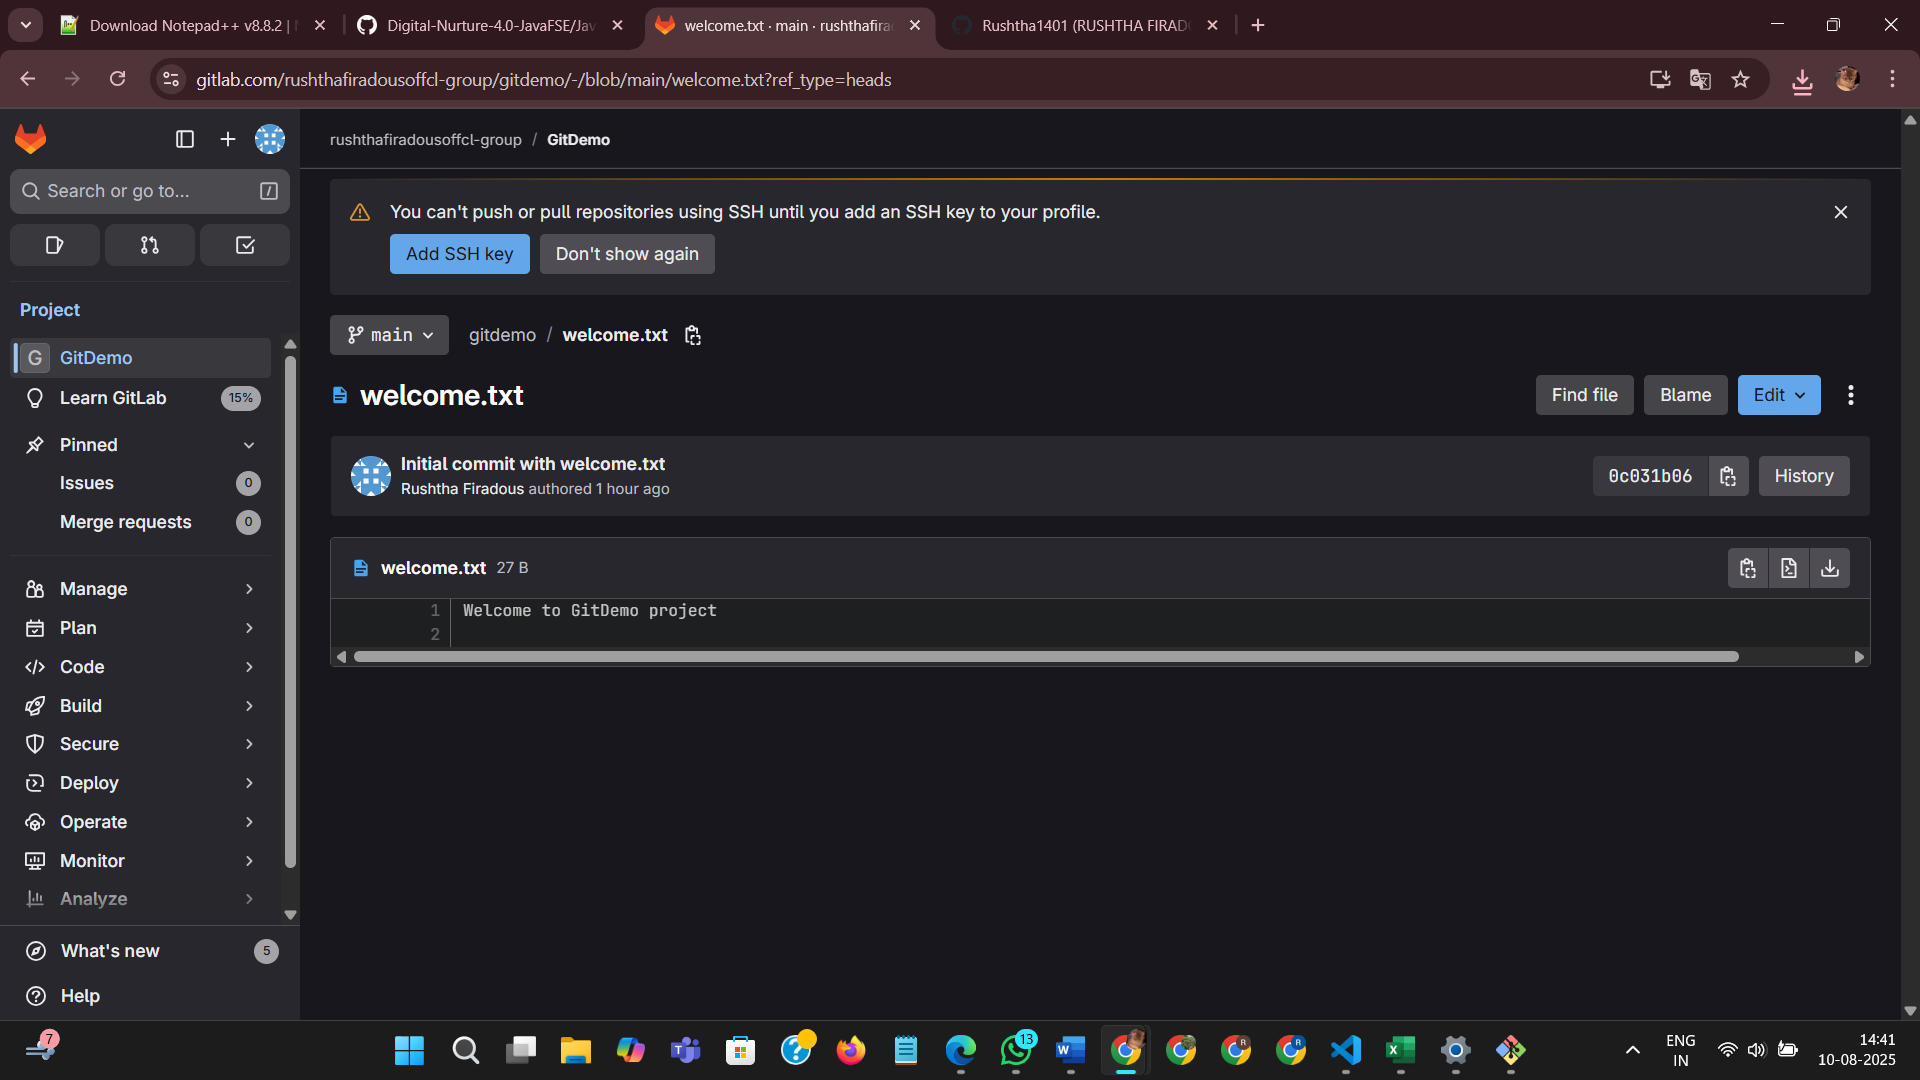 Download Notepad++ v8.8.2 |
Digital-Nurture-4.0-JavaFSE/Jav
welcome.txt · main · rushthafira
Rushtha1401 (RUSHTHA FIRAD
gitlab.com/rushthafiradousoffcl-group/gitdemo/-/blob/main/welcome.txt?ref_type=heads
rushthafiradousoffcl-group / GitDemo
Search or go to...
/
You can't push or pull repositories using SSH until you add an SSH key to your profile.
Add SSH key
Don't show again
Project
G GitDemo
Learn GitLab 15%
Pinned
Issues 0
Merge requests 0
Manage
Plan
Code
Build
Secure
Deploy
Operate
Monitor
Analyze
What's new 5
Help
main
gitdemo / welcome.txt
welcome.txt
Find file
Blame
Edit
Initial commit with welcome.txt
Rushtha Firadous authored 1 hour ago
0c031b06
History
welcome.txt 27 B
1 Welcome to GitDemo project
2
7
13
R
R
ENG
IN
14:41
10-08-2025